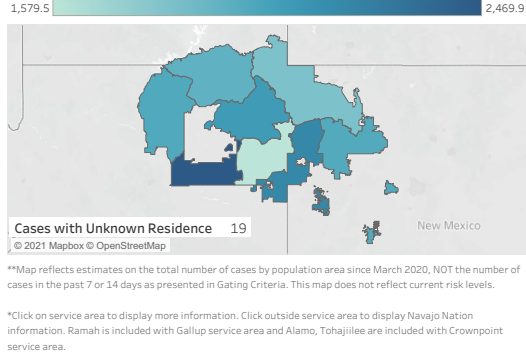 1,579.5 2,469.9
New Mexico
Cases with Unknown Residence 19
© 2021 Mapbox © OpenStreetMap
**Map reflects estimates on the total number of cases by population area since March 2020, NOT the number of
cases in the past 7 or 14 days as presented in Gating Criteria. This map does not reflect current risk levels.
*Click on service area to display more information. Click outside service area to display Navajo Nation
information. Ramah is included with Gallup service area and Alamo, Tohajiilee are included with Crownpoint
service area.